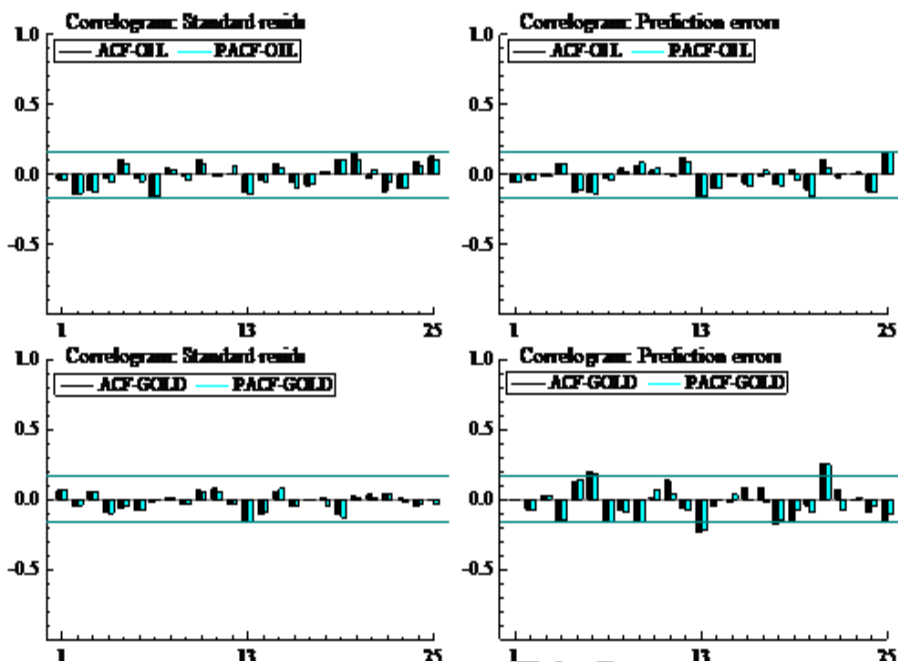 Correlogram: Standard resids
1.0
ACF-OIL PACF-OIL
0.5
0.0
-0.5
1 13 25
Correlogram: Prediction errors
1.0
ACF-OIL PACF-OIL
0.5
0.0
-0.5
1 13 25
Correlogram: Standard resids
1.0
ACF-GOLD PACF-GOLD
0.5
0.0
-0.5
1 13 25
Correlogram: Prediction errors
1.0
ACF-GOLD PACF-GOLD
0.5
0.0
-0.5
1 13 25